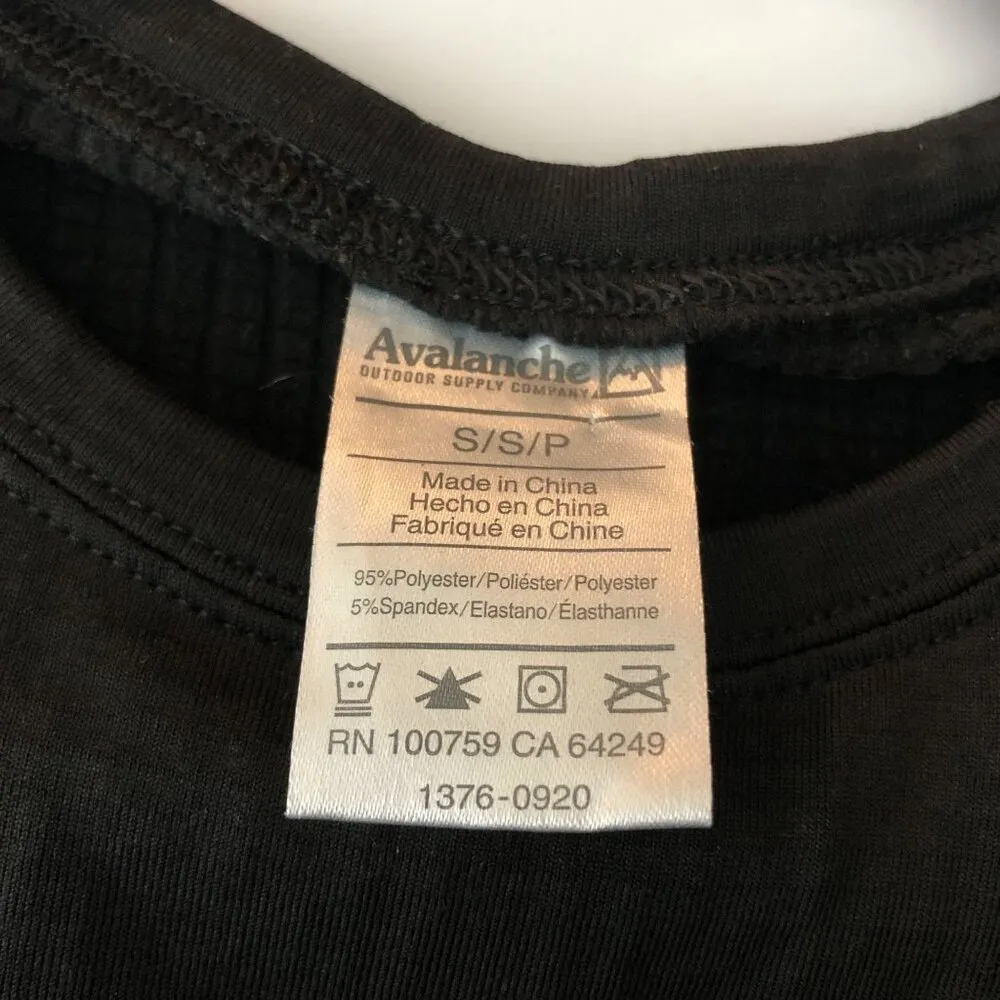 Avalanche
OUTDOOR SUPPLY COMPANY
S/S/P
Made in China
Hecho en China
Fabriqué en Chine
95%Polyester/Poliéster/Polyester
5%Spandex/Elastano/Élasthanne
RN 100759 CA 64249
1376-0920